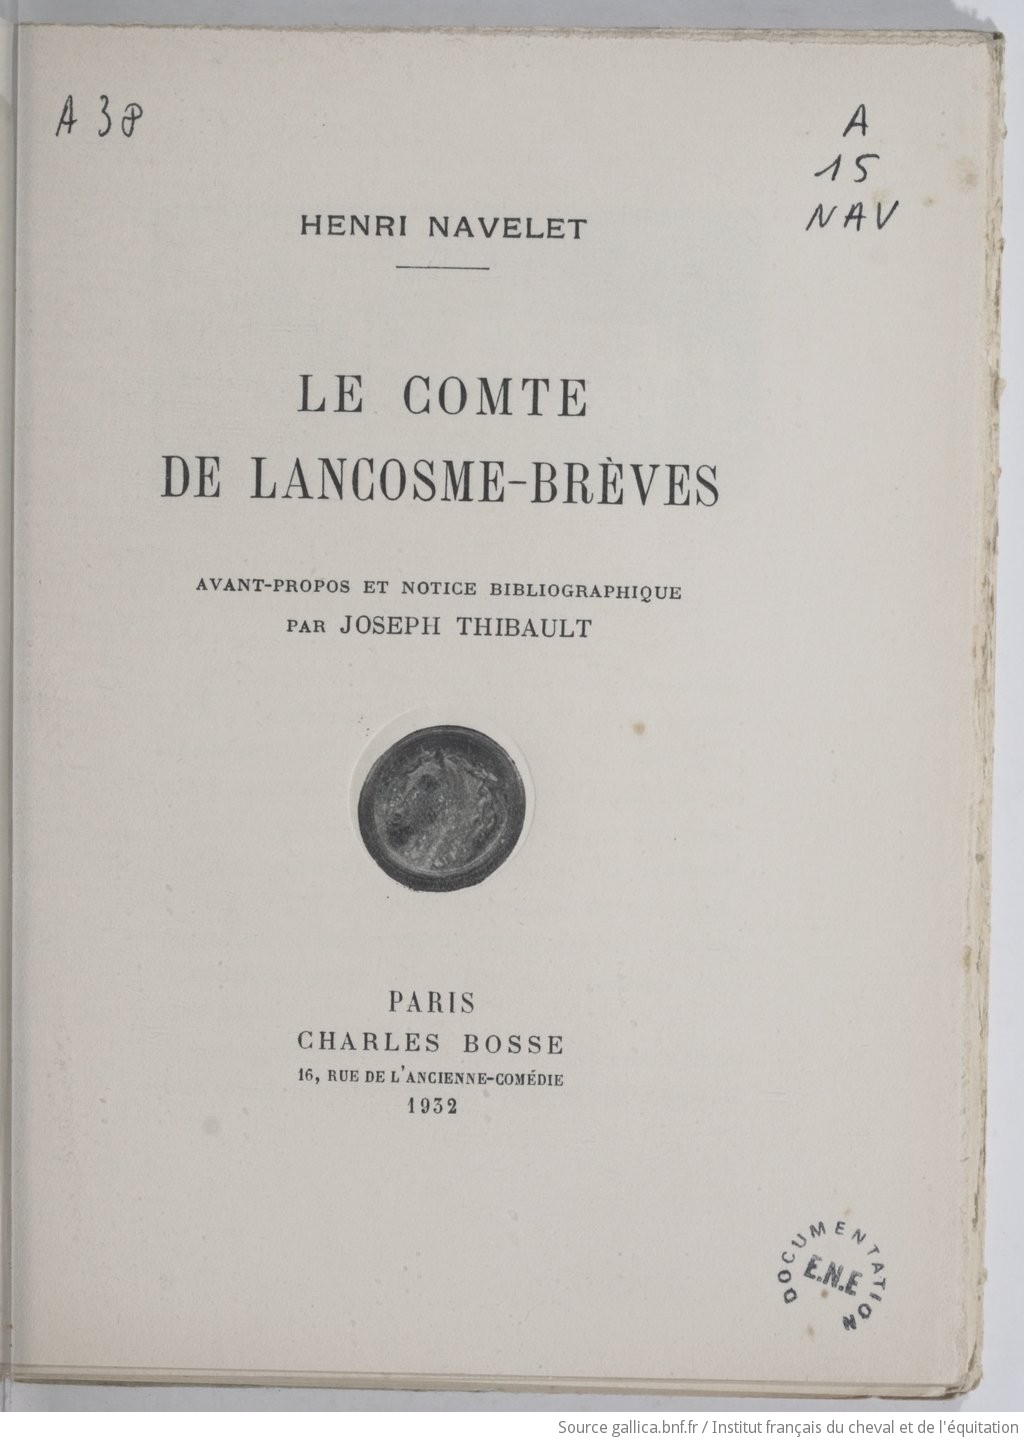 A 38
A
15
NAV
HENRI NAVELET
LE COMTE
DE LANCOSME-BRÈVES
AVANT-PROPOS ET NOTICE BIBLIOGRAPHIQUE
PAR JOSEPH THIBAULT
PARIS
CHARLES BOSSE
16, RUE DE L'ANCIENNE-COMÉDIE
1932
DOCUMENTATION
E.N.E
Source gallica.bnf.fr / Institut français du cheval et de l'équitation